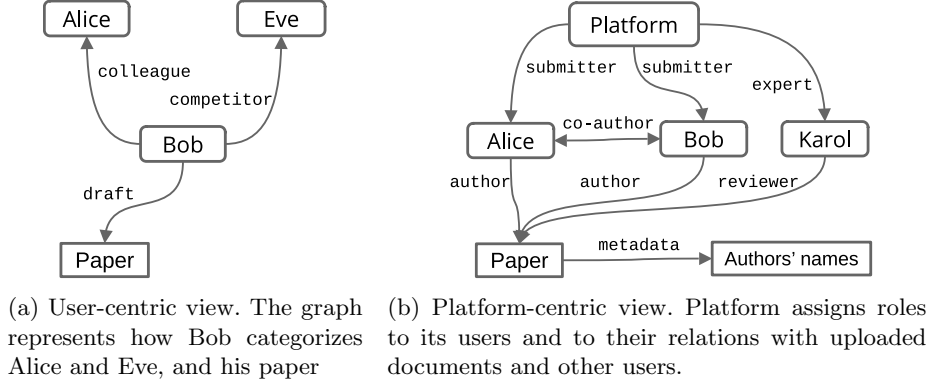 Alice
Eve
colleague
competitor
Bob
draft
Paper
(a) User-centric view. The graph
represents how Bob categorizes
Alice and Eve, and his paper
Platform
submitter
submitter
expert
co-author
Alice
Bob
Karol
author
author
reviewer
metadata
Paper
Authors' names
(b) Platform-centric view. Platform assigns roles
to its users and to their relations with uploaded
documents and other users.